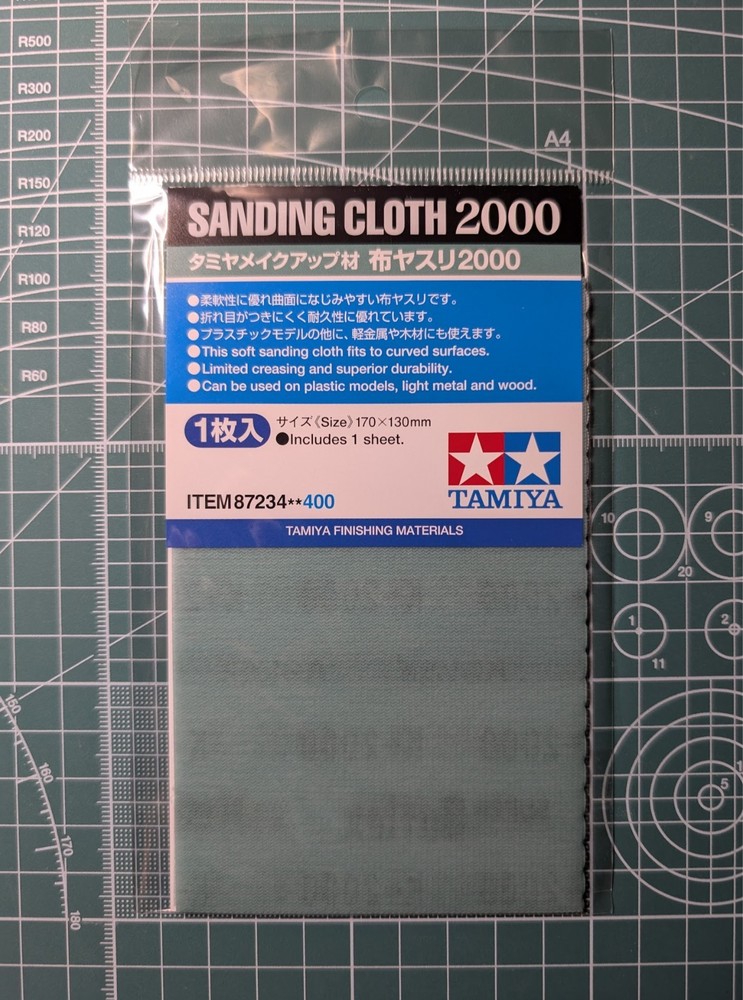 R500
R300
R200
R150
R120
R100
R80
R60
A4
SANDING CLOTH 2000
タミヤメイクアップ材 布ヤスリ2000
●柔軟性に優れ曲面になじみやすい布ヤスリです。
●折れ目がつきにくく耐久性に優れています。
●プラスチックモデルの他に、軽金属や木材にも使えます。
●This soft sanding cloth fits to curved surfaces.
●Limited creasing and superior durability.
●Can be used on plastic models, light metal and wood.
1枚入
サイズ《Size》170×130mm
●Includes 1 sheet.
ITEM 87234**400
TAMIYA
TAMIYA FINISHING MATERIALS
10
9
20
1
2
11
5
1
150
160
170
180
2000
2000
2000
2000